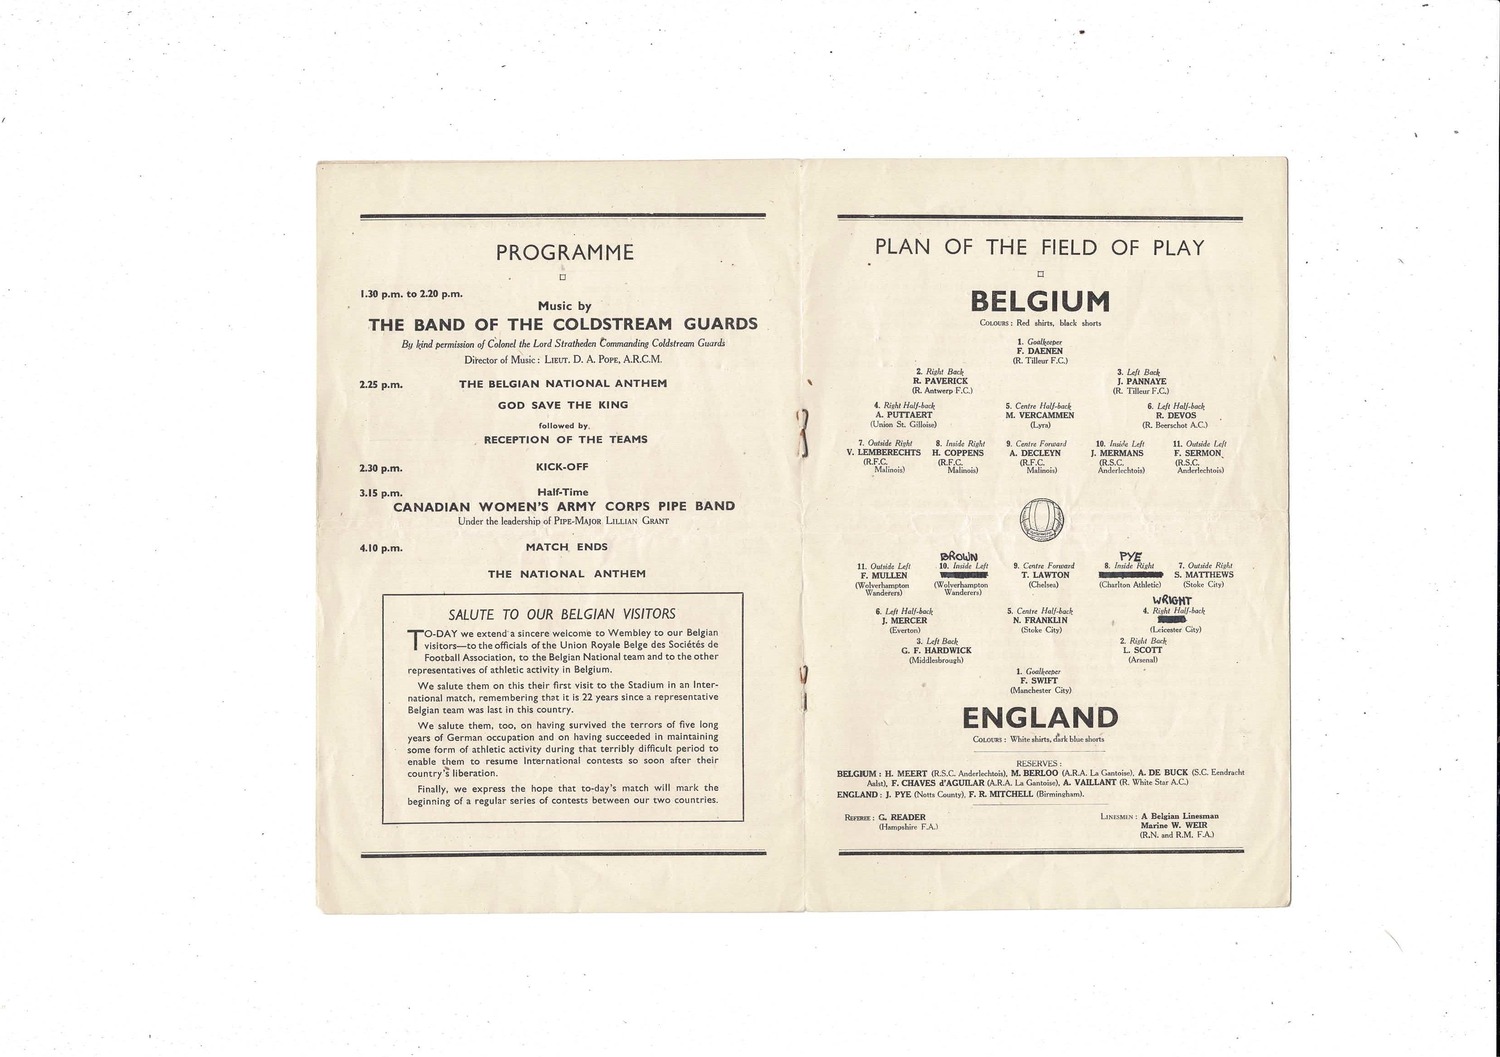 PROGRAMME
1.30 p.m. to 2.20 p.m.
Music by
THE BAND OF THE COLDSTREAM GUARDS
By kind permission of Colonel the Lord Stratheden Commanding Coldstream Guards
Director of Music : LIEUT. D. A. POPE, A.R.C.M.
2.25 p.m. THE BELGIAN NATIONAL ANTHEM
GOD SAVE THE KING
followed by
RECEPTION OF THE TEAMS
2.30 p.m. KICK-OFF
3.15 p.m. Half-Time
CANADIAN WOMEN'S ARMY CORPS PIPE BAND
Under the leadership of PIPE-MAJOR LILLIAN GRANT
4.10 p.m. MATCH ENDS
THE NATIONAL ANTHEM
SALUTE TO OUR BELGIAN VISITORS
TO-DAY we extend a sincere welcome to Wembley to our Belgian
visitors—to the officials of the Union Royale Belge des Sociétés de
Football Association, to the Belgian National team and to the other
representatives of athletic activity in Belgium.
We salute them on this their first visit to the Stadium in an Inter-
national match, remembering that it is 22 years since a representative
Belgian team was last in this country.
We salute them, too, on having survived the terrors of five long
years of German occupation and on having succeeded in maintaining
some form of athletic activity during that terribly difficult period to
enable them to resume International contests so soon after their
country's liberation.
Finally, we express the hope that to-day's match will mark the
beginning of a regular series of contests between our two countries.
PLAN OF THE FIELD OF PLAY
BELGIUM
COLOURS : Red shirts, black shorts
1. Goalkeeper
F. DAENEN
(R. Tilleur F.C.)
2. Right Back 3. Left Back
R. PAVERICK J. PANNAYE
(R. Antwerp F.C.) (R. Tilleur F.C.)
4. Right Half-back 5. Centre Half-back 6. Left Half-back
A. PUTTAERT M. VERCAMMEN R. DEVOS
(Union St. Gilloise) (Lyra) (R. Beerschot A.C.)
7. Outside Right 8. Inside Right 9. Centre Forward 10. Inside Left 11. Outside Left
V. LEMBERECHTS H. COPPENS A. DECLEYN J. MERMANS F. SERMON
(R.F.C. (R.F.C. (R.F.C. (R.S.C. (R.S.C.
Malinois) Malinois) Malinois) Anderlechtois) Anderlechtois)
BROWN PYE
11. Outside Left 10. Inside Left 9. Centre Forward 8. Inside Right 7. Outside Right
F. MULLEN T. LAWTON S. MATTHEWS
(Wolverhampton (Wolverhampton (Chelsea) (Charlton Athletic) (Stoke City)
Wanderers) Wanderers)
WRIGHT
6. Left Half-back 5. Centre Half-back 4. Right Half-back
J. MERCER N. FRANKLIN
(Everton) (Stoke City) (Leicester City)
3. Left Back 2. Right Back
G. F. HARDWICK L. SCOTT
(Middlesbrough) (Arsenal)
1. Goalkeeper
F. SWIFT
(Manchester City)
ENGLAND
COLOURS : White shirts, dark blue shorts
RESERVES :
BELGIUM : H. MEERT (R.S.C. Anderlechtois), M. BERLOO (A.R.A. La Gantoise), A. DE BUCK (S.C. Eendracht
Aalst), F. CHAVES d'AGUILAR (A.R.A. La Gantoise), A. VAILLANT (R. White Star A.C.)
ENGLAND : J. PYE (Notts County), F. R. MITCHELL (Birmingham).
REFEREE : G. READER LINESMEN : A Belgian Linesman
(Hampshire F.A.) Marine W. WEIR
(R.N. and R.M. F.A.)